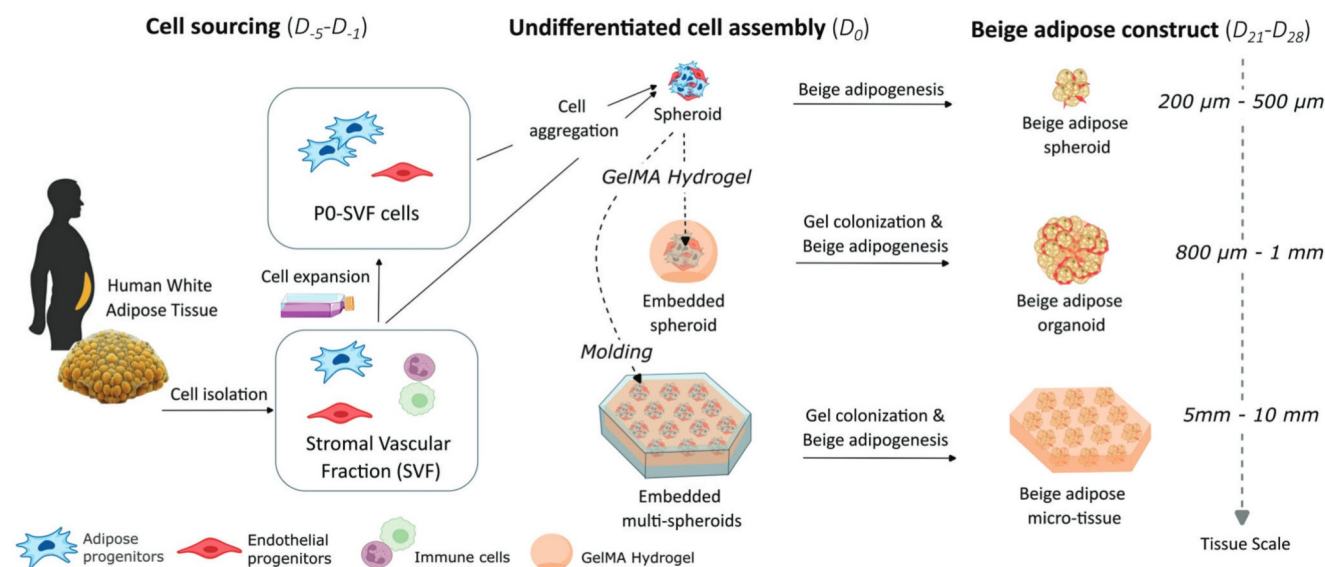 Cell sourcing (D-5-D-1)
Undifferentiated cell assembly (D0)
Beige adipose construct (D21-D28)
Cell
aggregation
Spheroid
Beige adipogenesis
Beige adipose
spheroid
200 µm - 500 µm
P0-SVF cells
GelMA Hydrogel
Gel colonization &
Beige adipogenesis
Embedded
spheroid
Beige adipose
organoid
800 µm - 1 mm
Cell expansion
Human White
Adipose Tissue
Cell isolation
Stromal Vascular
Fraction (SVF)
Molding
Gel colonization &
Beige adipogenesis
Embedded
multi-spheroids
Beige adipose
micro-tissue
5mm - 10 mm
Tissue Scale
Adipose
progenitors
Endothelial
progenitors
Immune cells
GelMA Hydrogel